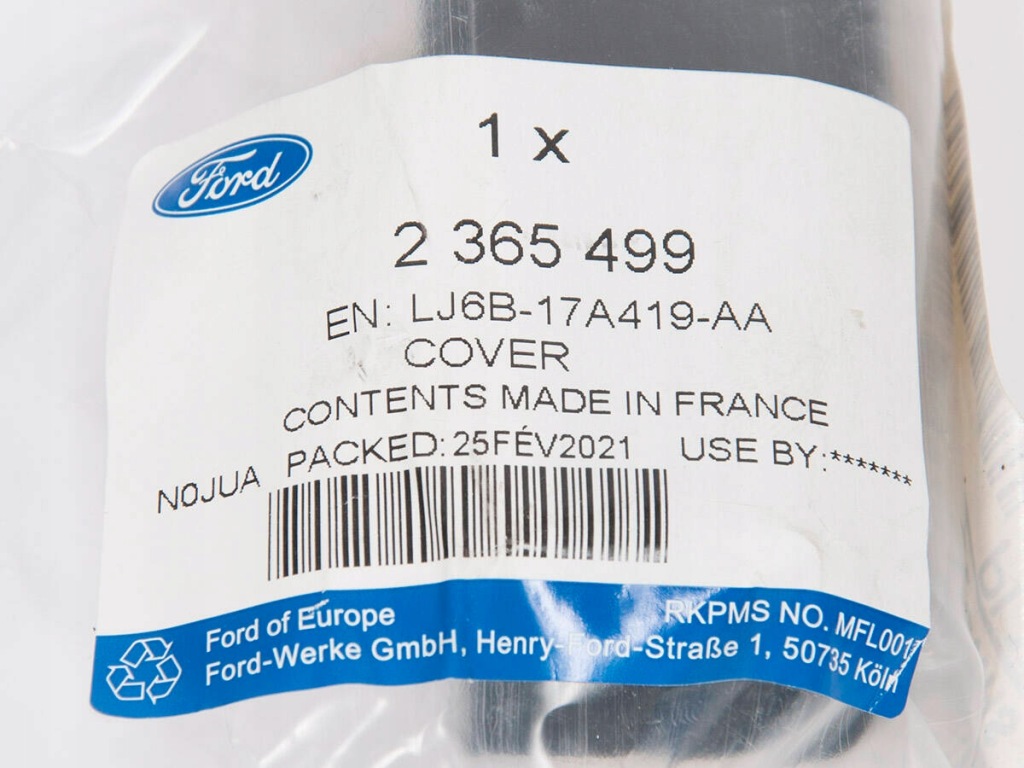 Ford
1 x
2 365 499
EN: LJ6B-17A419-AA
COVER
CONTENTS MADE IN FRANCE
PACKED: 25FÉV2021 USE BY:*******
N0JUA
Ford of Europe RKPMS NO. MFL0017
Ford-Werke GmbH, Henry-Ford-Straße 1, 50735 Köln